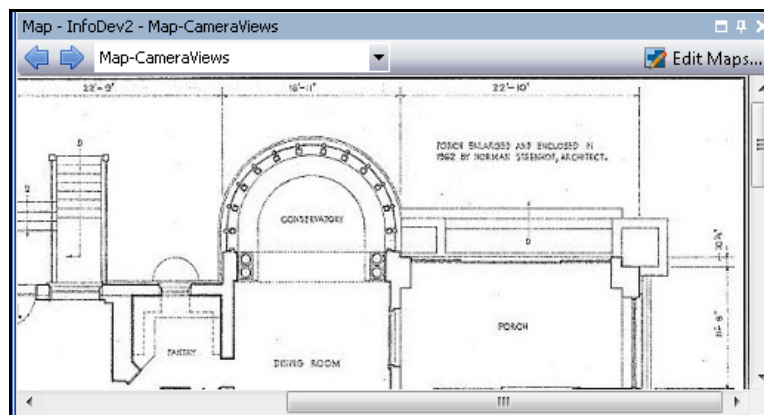 Map - InfoDev2 - Map-CameraViews
Map-CameraViews
Edit Maps...
22'-9"
18'-11"
22'-10"
PORCH ENLARGED AND ENCLOSED IN
1962 BY NORMAN STEENHOF, ARCHITECT.
D
CONSERVATORY
D
PORCH
PANTRY
DINING ROOM